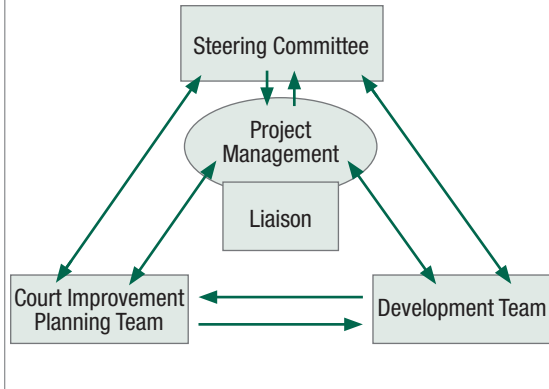 Steering Committee
Project
Management
Liaison
Court Improvement
Planning Team
Development Team